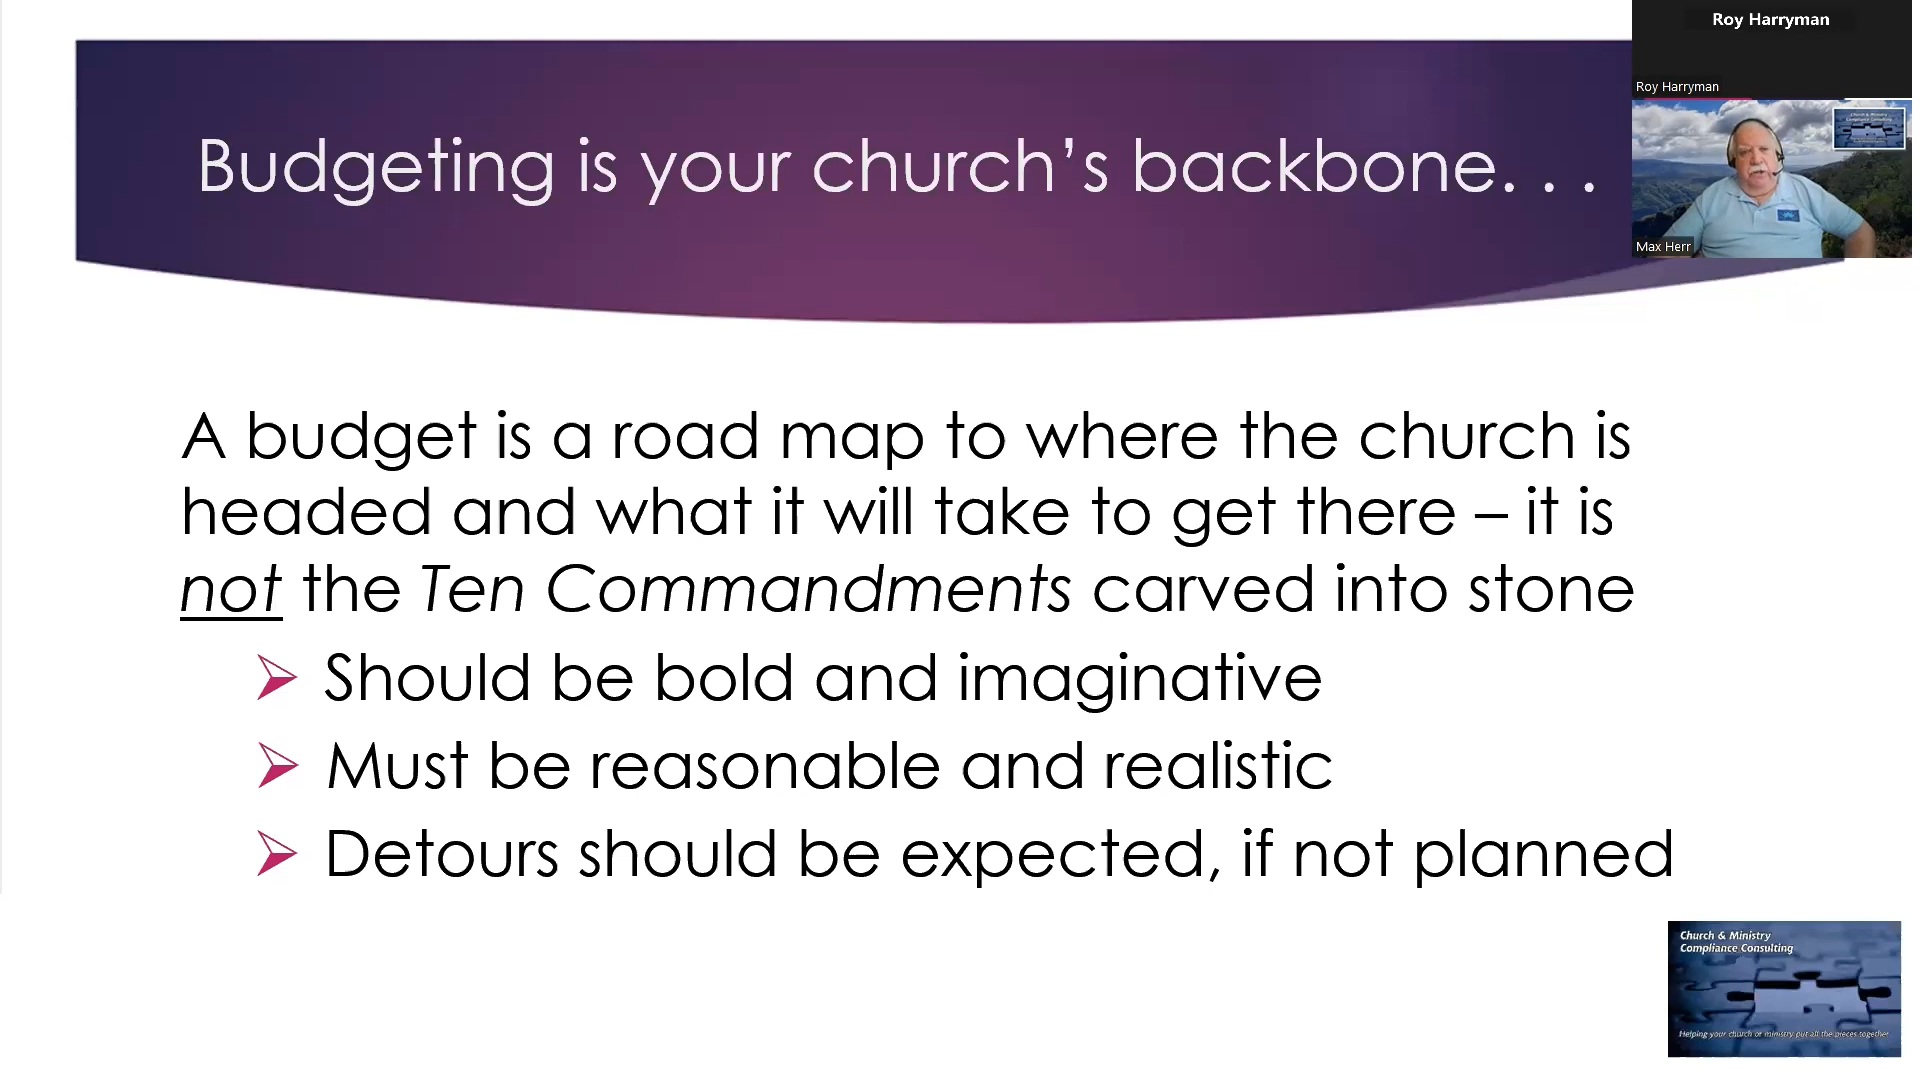 Roy Harryman
Roy Harryman
Budgeting is your church’s backbone. . .
Max Herr
A budget is a road map to where the church is
headed and what it will take to get there – it is
not the Ten Commandments carved into stone
➢ Should be bold and imaginative
➢ Must be reasonable and realistic
➢ Detours should be expected, if not planned
Church & Ministry
Compliance Consulting
Helping your church or ministry put all the pieces together